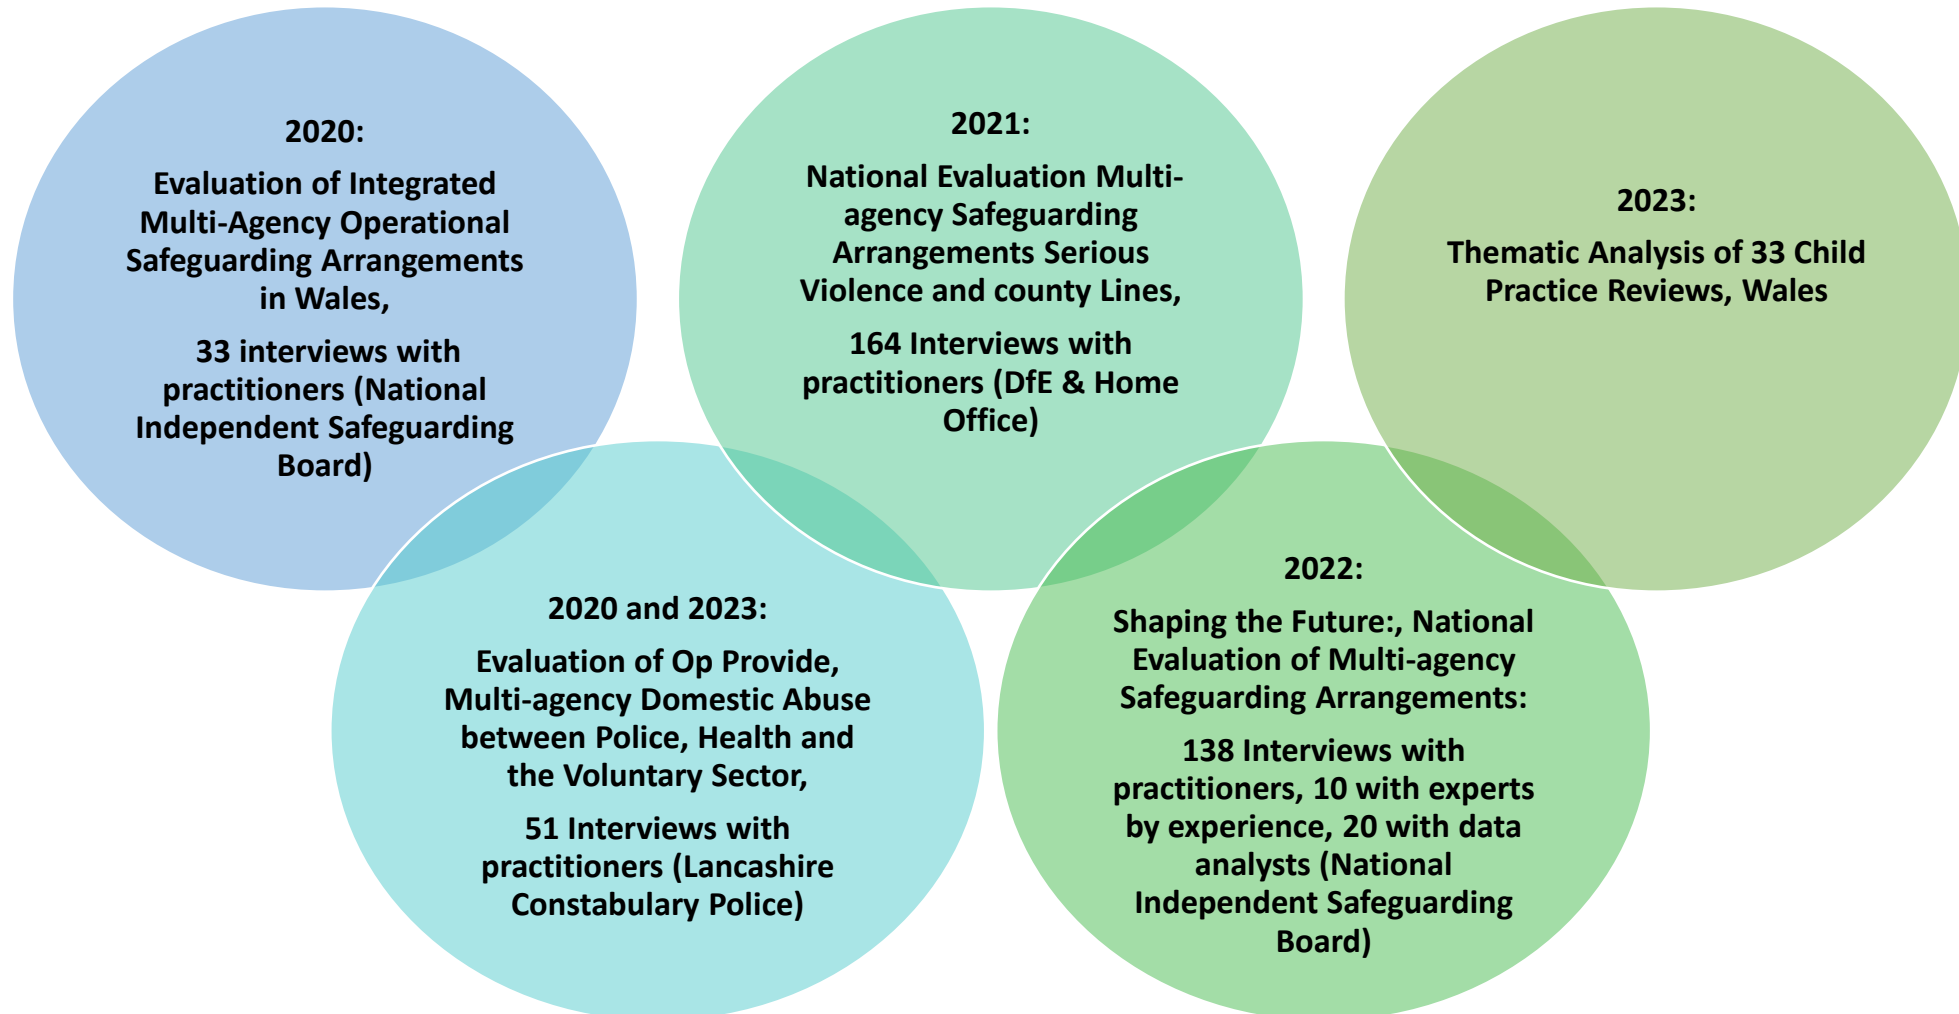 2020:
Evaluation of Integrated
Multi-Agency Operational
Safeguarding Arrangements
in Wales,
33 interviews with
practitioners (National
Independent Safeguarding
Board)
2020 and 2023:
Evaluation of Op Provide,
Multi-agency Domestic Abuse
between Police, Health and
the Voluntary Sector,
51 Interviews with
practitioners (Lancashire
Constabulary Police)
2021:
National Evaluation Multi-
agency Safeguarding
Arrangements Serious
Violence and county Lines,
164 Interviews with
practitioners (DfE & Home
Office)
2022:
Shaping the Future:, National
Evaluation of Multi-agency
Safeguarding Arrangements:
138 Interviews with
practitioners, 10 with experts
by experience, 20 with data
analysts (National
Independent Safeguarding
Board)
2023:
Thematic Analysis of 33 Child
Practice Reviews, Wales